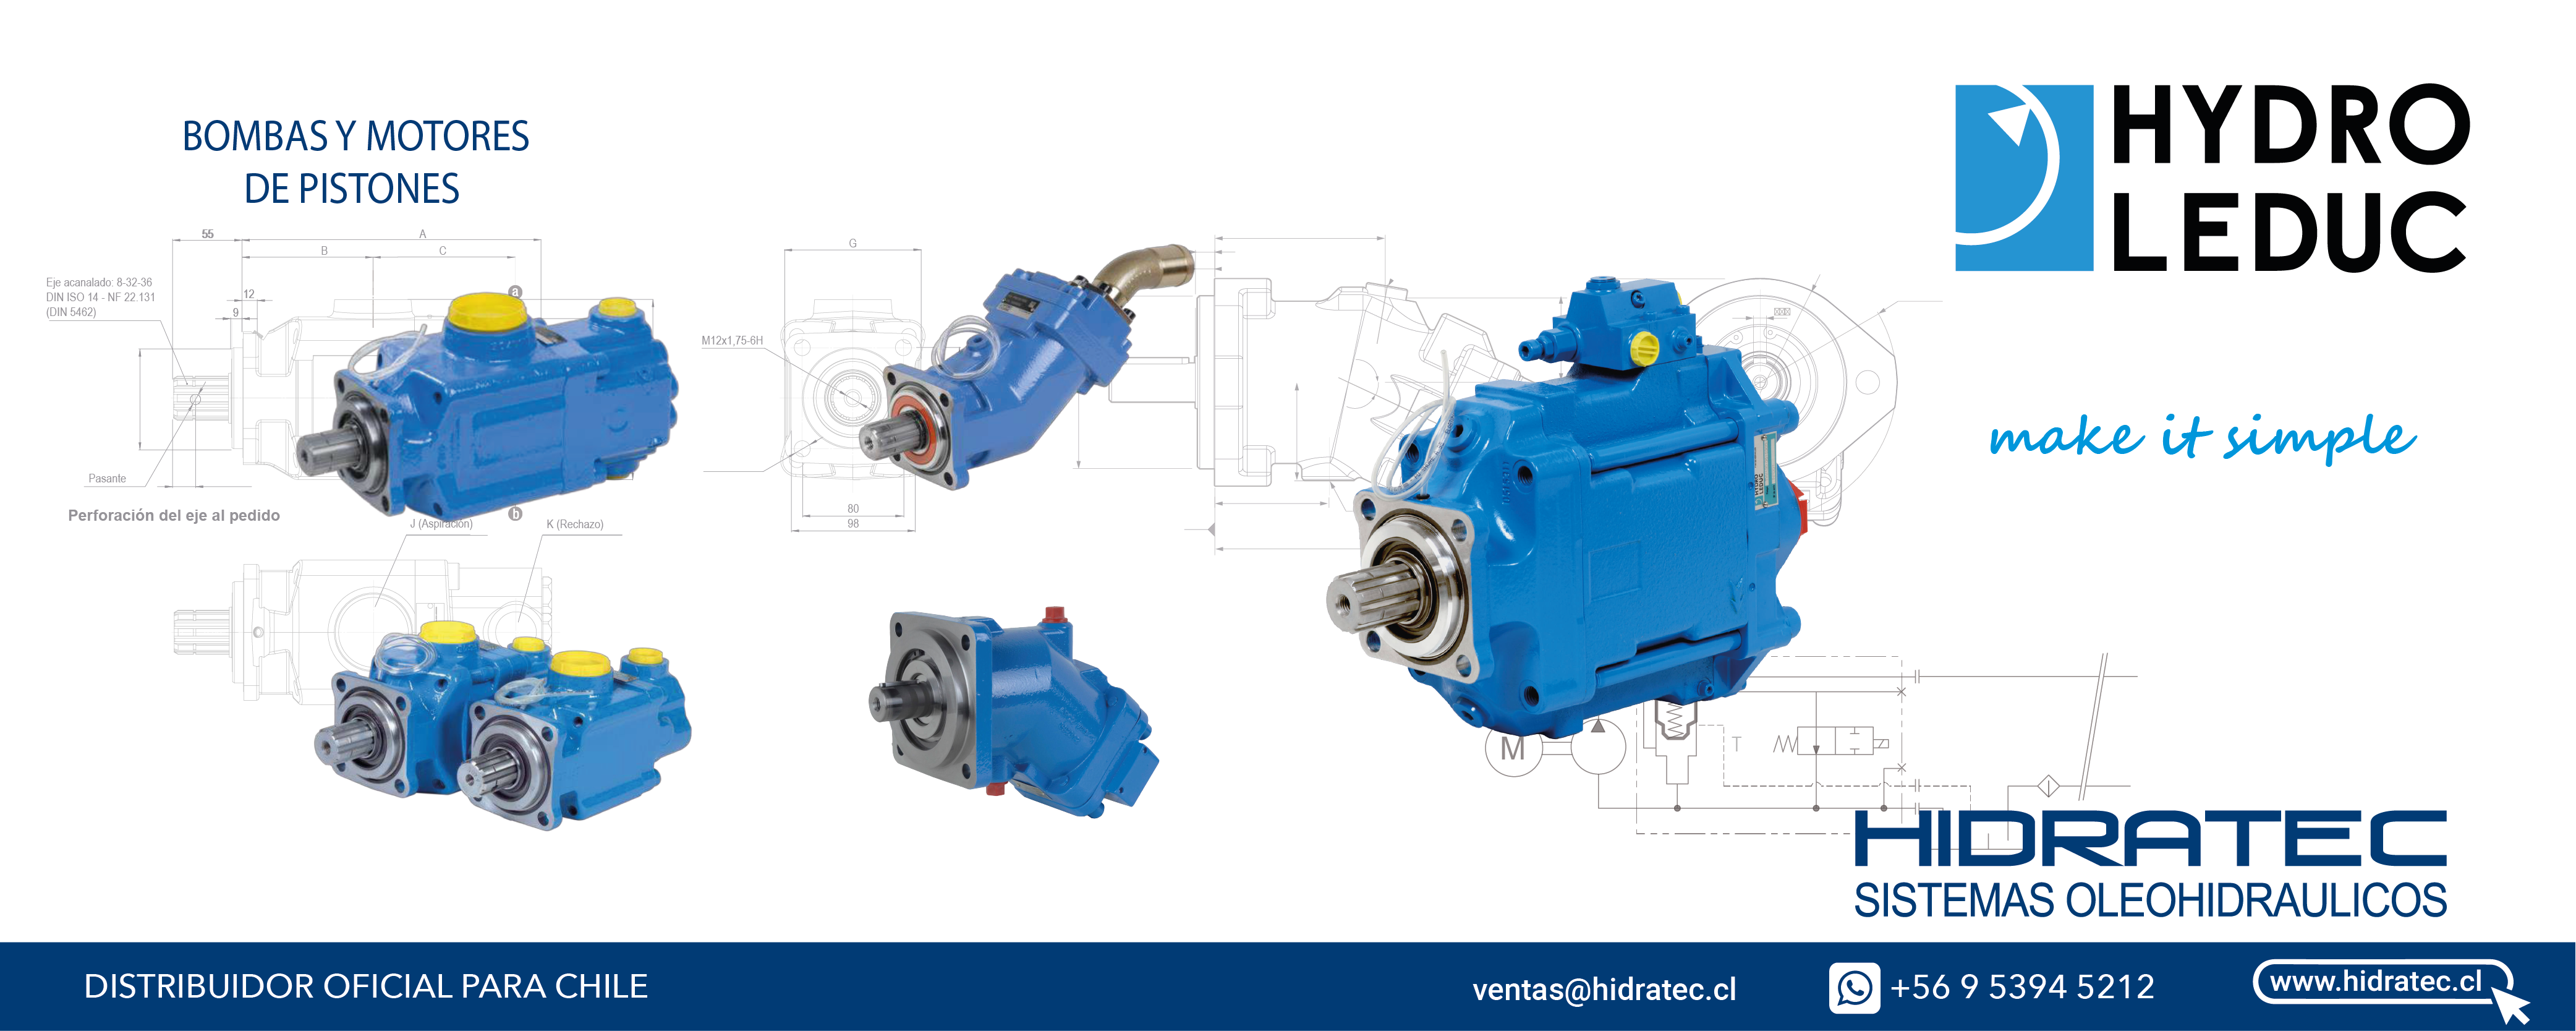 BOMBAS Y MOTORES
DE PISTONES
HYDRO
LEDUC
make it simple
55
A
B
C
G
Eje acanalado: 8-32-36
DIN ISO 14 - NF 22.131
(DIN 5462)
12
9
a
M12x1,75-6H
Pasante
Perforación del eje al pedido
b
J (Aspiración)
K (Rechazo)
80
98
M
T
HIDRATEC
SISTEMAS OLEOHIDRAULICOS
DISTRIBUIDOR OFICIAL PARA CHILE
ventas@hidratec.cl
+56 9 5394 5212
www.hidratec.cl